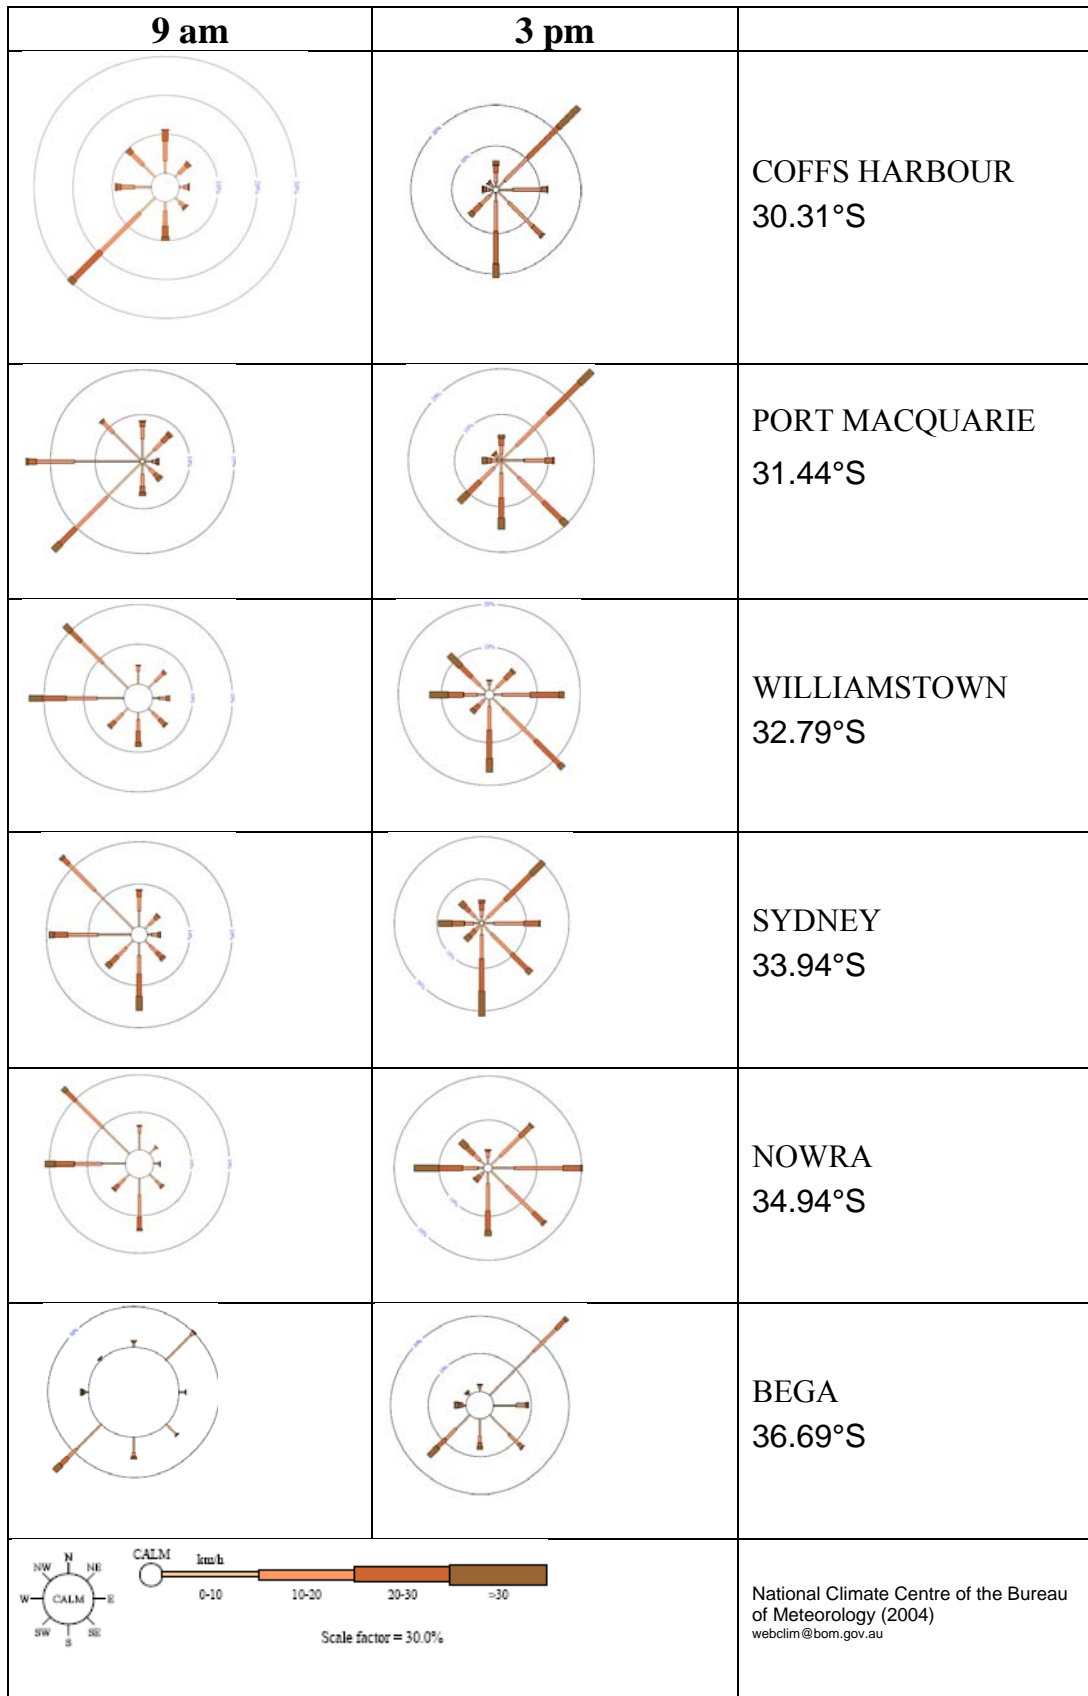 9 am
3 pm
COFFS HARBOUR
30.31°S
PORT MACQUARIE
31.44°S
WILLIAMSTOWN
32.79°S
SYDNEY
33.94°S
NOWRA
34.94°S
BEGA
36.69°S
N
NW NE
W CALM E
SW SE
S
CALM km/h
0-10 10-20 20-30 >30
Scale factor = 30.0%
National Climate Centre of the Bureau
of Meteorology (2004)
webclim@bom.gov.au